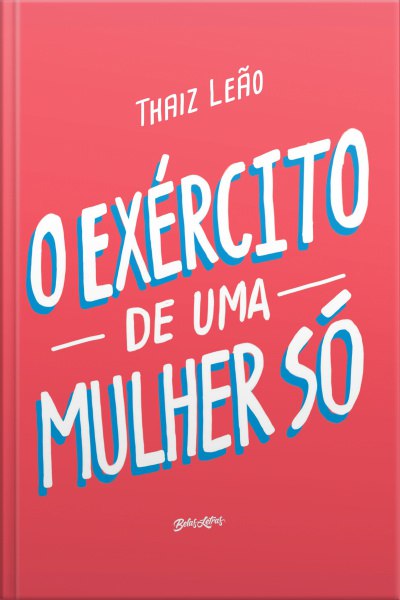 THAIZ LEÃO
O EXÉRCITO
DE UMA
MULHER SÓ
Belas Letras